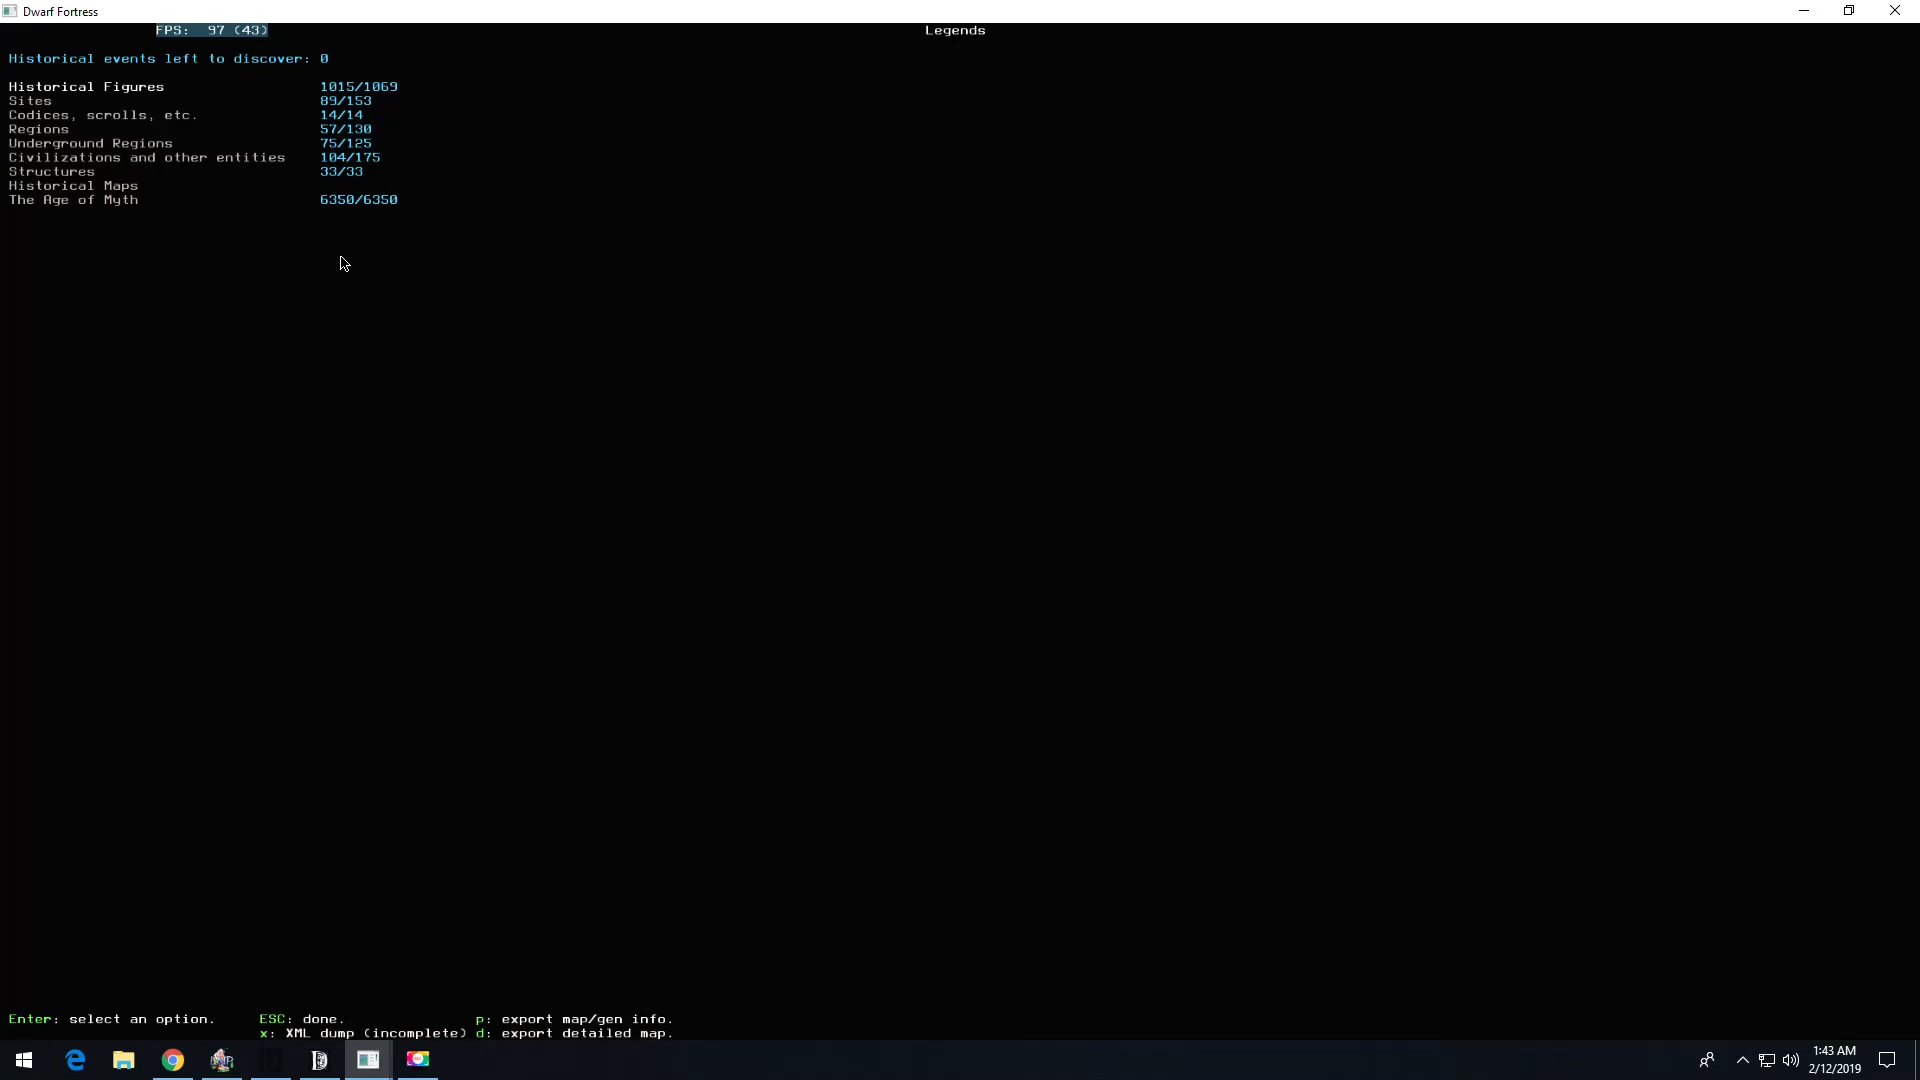 Dwarf Fortress
FPS: 97 (43) Legends
Historical events left to discover: 0
Historical Figures 1015/1069
Sites 89/153
Codices, scrolls, etc. 14/14
Regions 57/130
Underground Regions 75/125
Civilizations and other entities 104/175
Structures 33/33
Historical Maps
The Age of Myth 6350/6350
Enter: select an option. ESC: done. p: export map/gen info.
x: XML dump (incomplete) d: export detailed map.
1:43 AM
2/12/2019